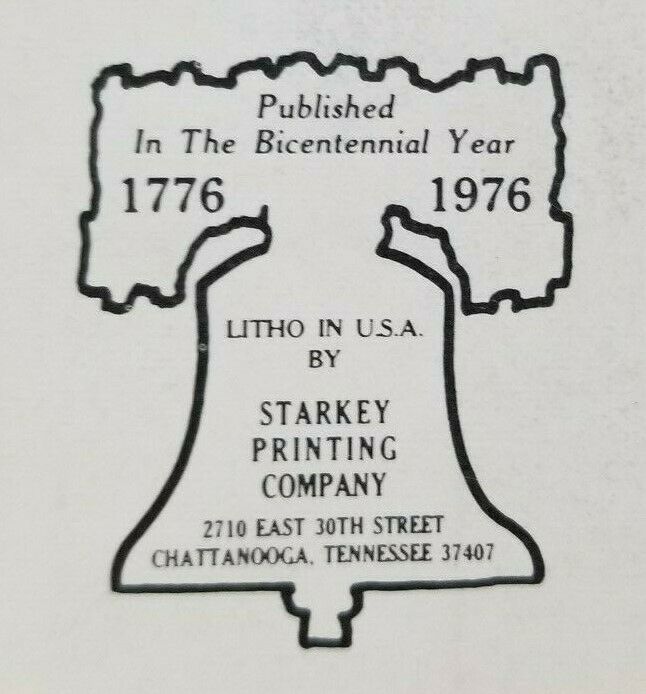 Published
In The Bicentennial Year
1776 1976
LITHO IN U.S.A.
BY
STARKEY
PRINTING
COMPANY
2710 EAST 30TH STREET
CHATTANOOGA, TENNESSEE 37407